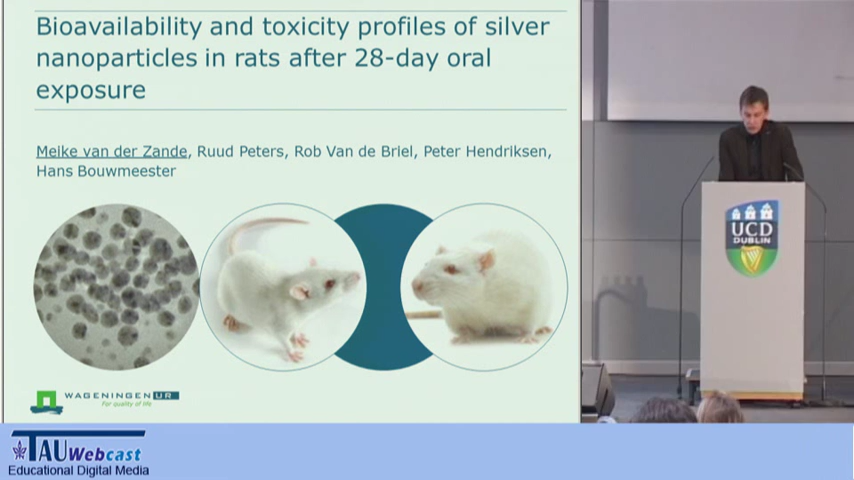 Bioavailability and toxicity profiles of silver
nanoparticles in rats after 28-day oral
exposure
Meike van der Zande, Ruud Peters, Rob Van de Briel, Peter Hendriksen,
Hans Bouwmeester
WAGENINGEN UR
For quality of life
UCD
DUBLIN
TAU Webcast
Educational Digital Media